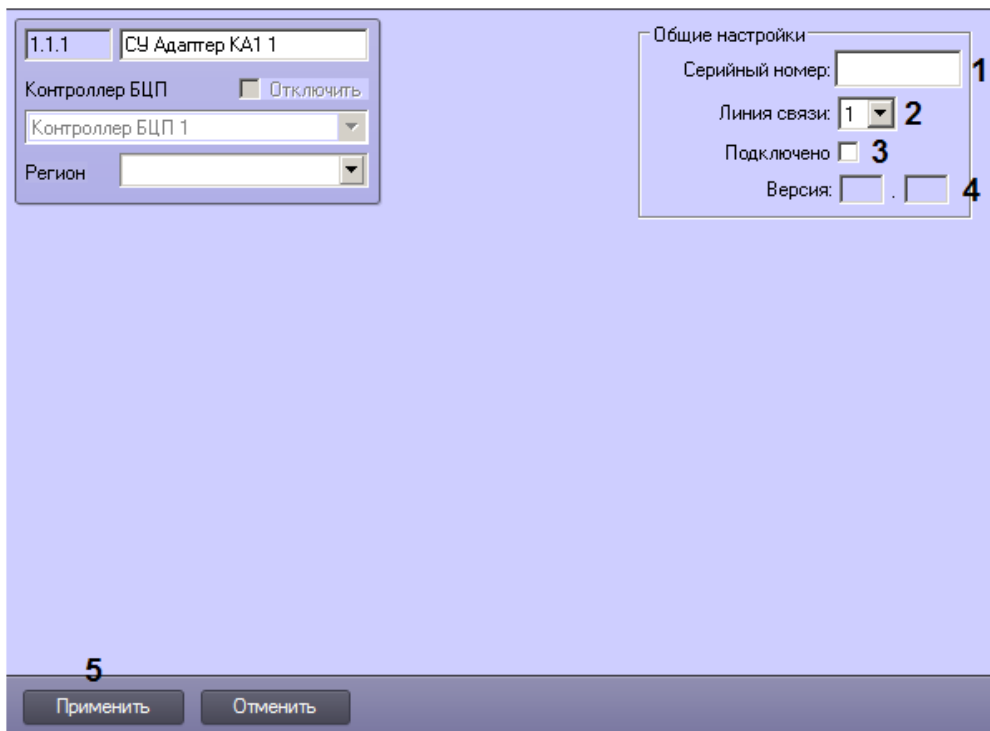 1.1.1 СУ Адаптер КА1 1
Контроллер БЦП Отключить
Контроллер БЦП 1
Регион
Общие настройки
Серийный номер: 1
Линия связи: 1 2
Подключено 3
Версия: . 4
5
Применить Отменить